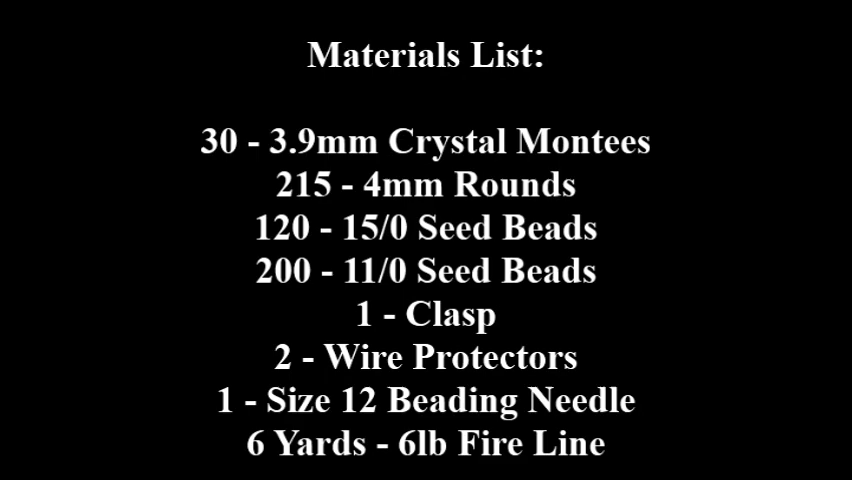 Materials List:
30 - 3.9mm Crystal Montees
215 - 4mm Rounds
120 - 15/0 Seed Beads
200 - 11/0 Seed Beads
1 - Clasp
2 - Wire Protectors
1 - Size 12 Beading Needle
6 Yards - 6lb Fire Line